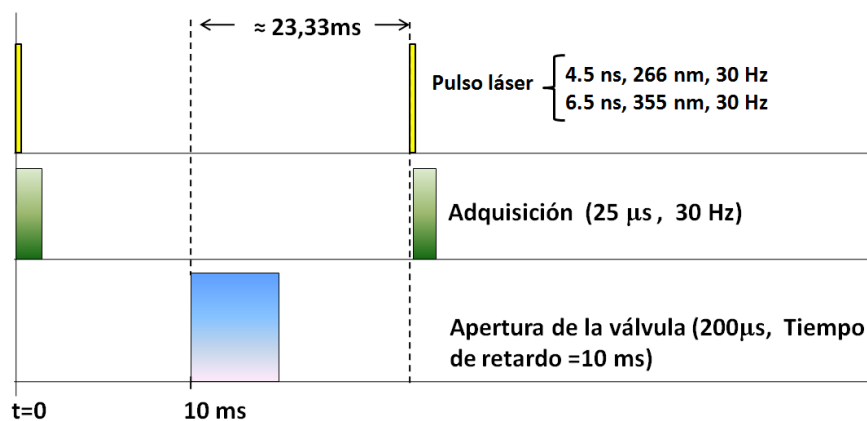 ≈ 23,33ms
Pulso láser
4.5 ns, 266 nm, 30 Hz
6.5 ns, 355 nm, 30 Hz
Adquisición (25 μs , 30 Hz)
Apertura de la válvula (200μs, Tiempo
de retardo =10 ms)
t=0
10 ms